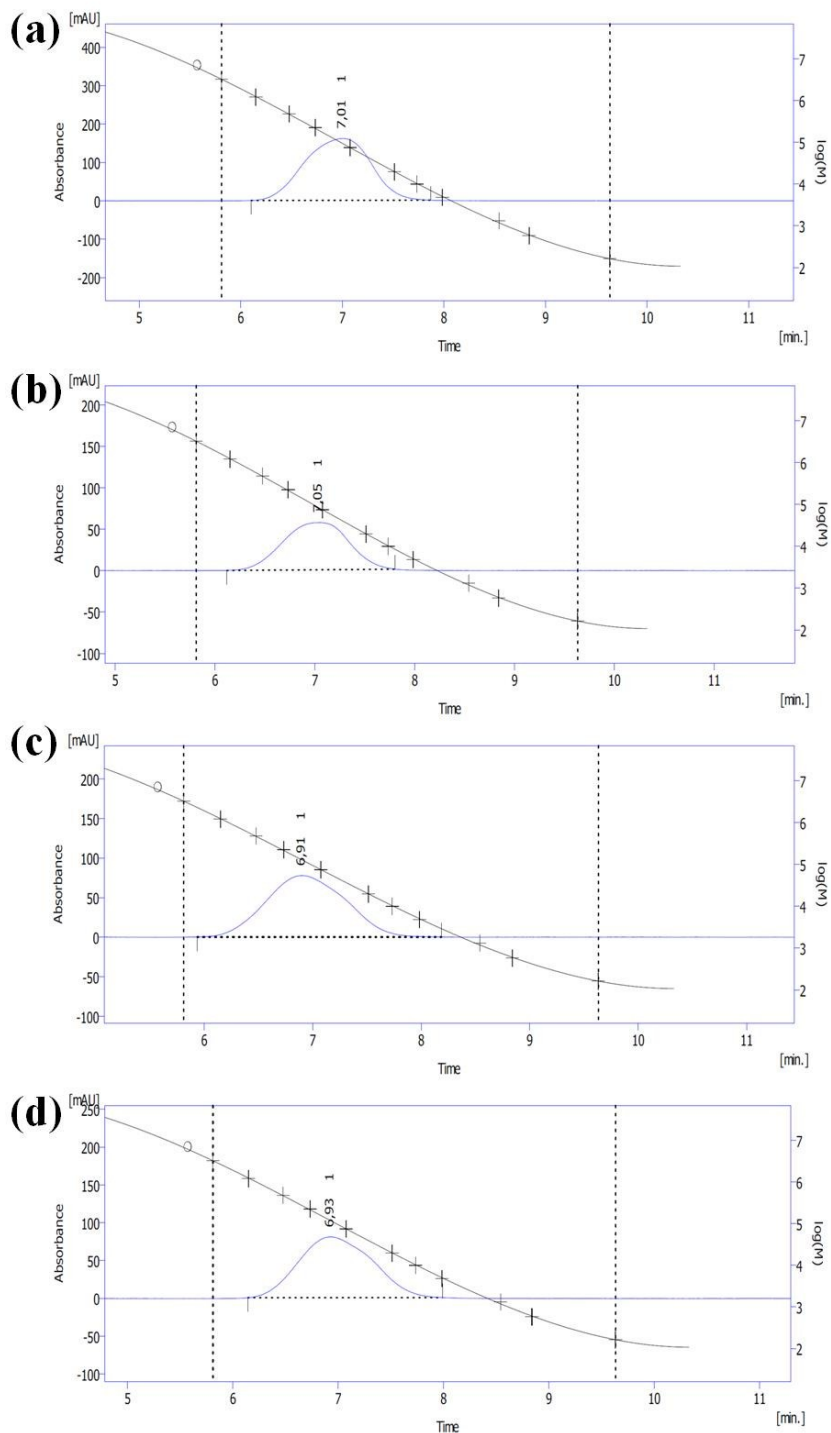 (a)
[mAU]
400
300
200
100
0
-100
-200
Absorbance
7,01 1
7
6
5
4
3
2
log(M)
5 6 7 8 9 10 11
Time
[min.]
(b)
[mAU]
200
150
100
50
0
-50
-100
Absorbance
7,05 1
7
6
5
4
3
2
log(M)
5 6 7 8 9 10 11
Time
[min.]
(c)
[mAU]
200
150
100
50
0
-50
-100
Absorbance
6,91 1
7
6
5
4
3
2
log(M)
6 7 8 9 10 11
Time
[min.]
(d)
[mAU]
250
200
150
100
50
0
-50
-100
Absorbance
6,93 1
7
6
5
4
3
2
log(M)
5 6 7 8 9 10 11
Time
[min.]